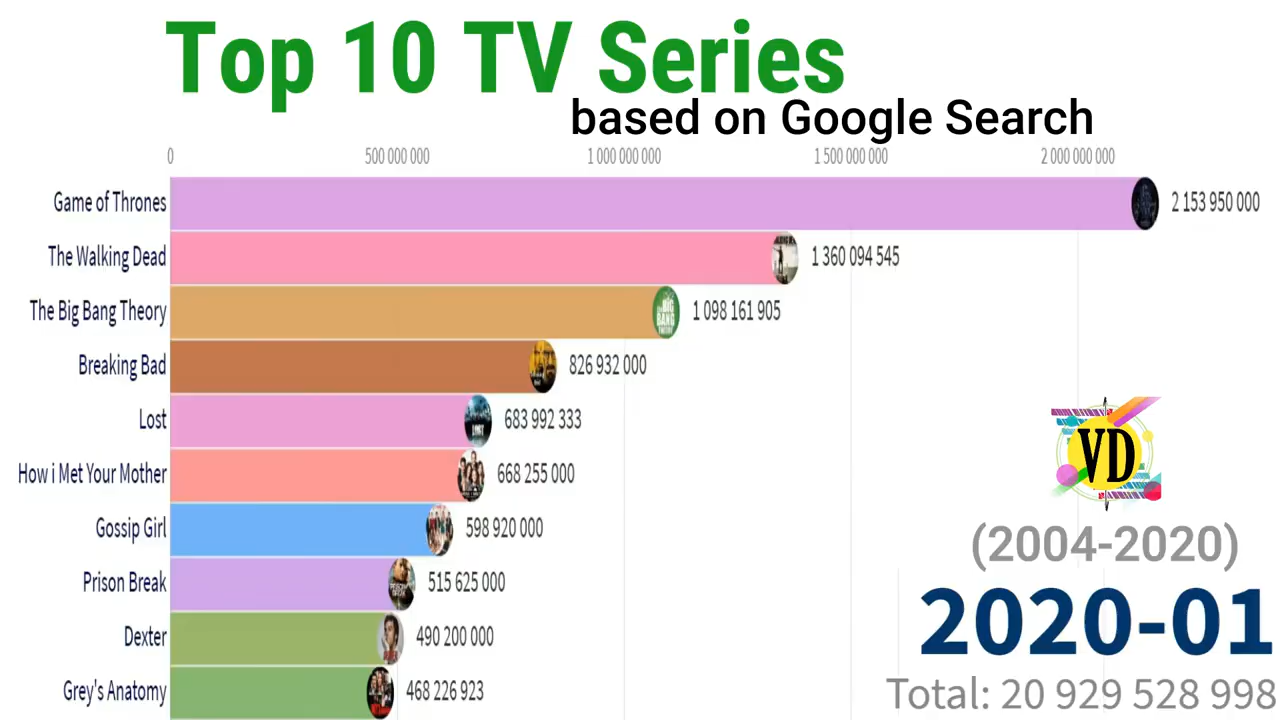 Top 10 TV Series
based on Google Search
0 500 000 000 1 000 000 000 1 500 000 000 2 000 000 000
Game of Thrones 2 153 950 000
The Walking Dead 1 360 094 545
The Big Bang Theory 1 098 161 905
Breaking Bad 826 932 000
Lost 683 992 333
How i Met Your Mother 668 255 000
Gossip Girl 598 920 000
Prison Break 515 625 000
Dexter 490 200 000
Grey's Anatomy 468 226 923
BIG
BANG
VD
(2004-2020)
2020-01
Total: 20 929 528 998